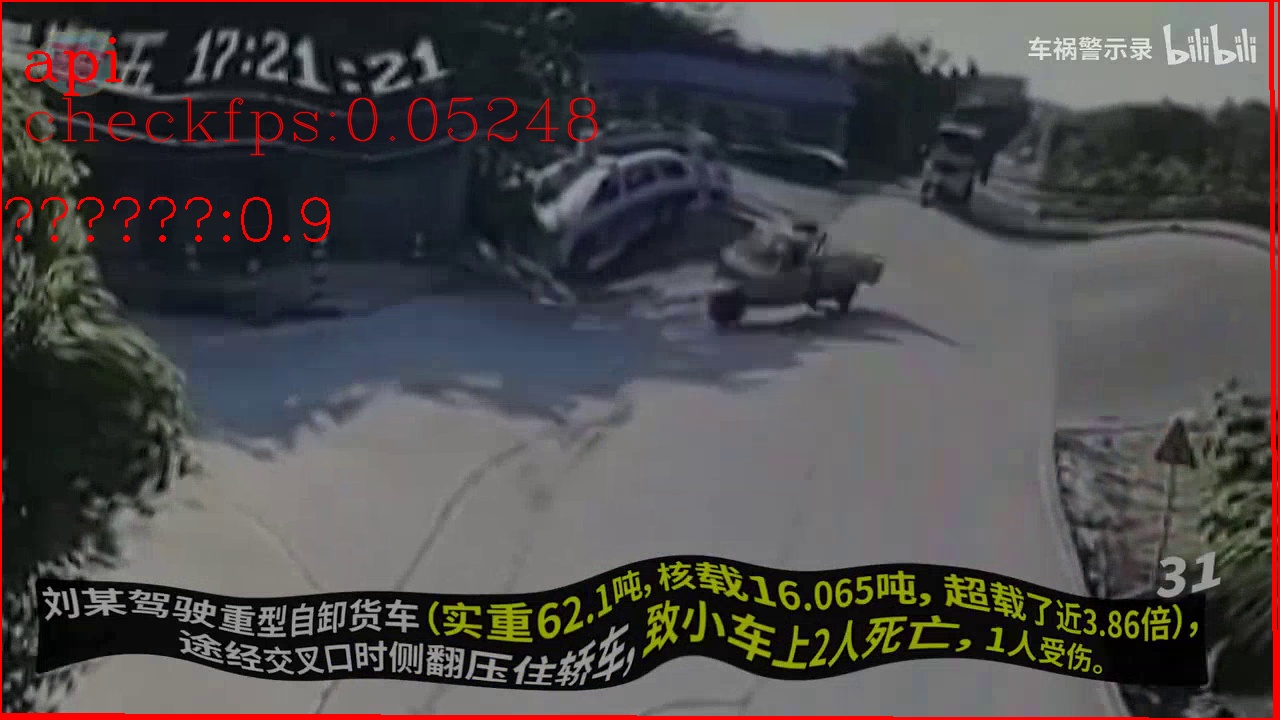 五 17:21:21
api
checkfps:0.05248
??????:0.9
车祸警示录 bilibili
31
刘某驾驶重型自卸货车(实重62.1吨,核载16.065吨,超载了近3.86倍),
途经交叉口时侧翻压住轿车,致小车上2人死亡,1人受伤。